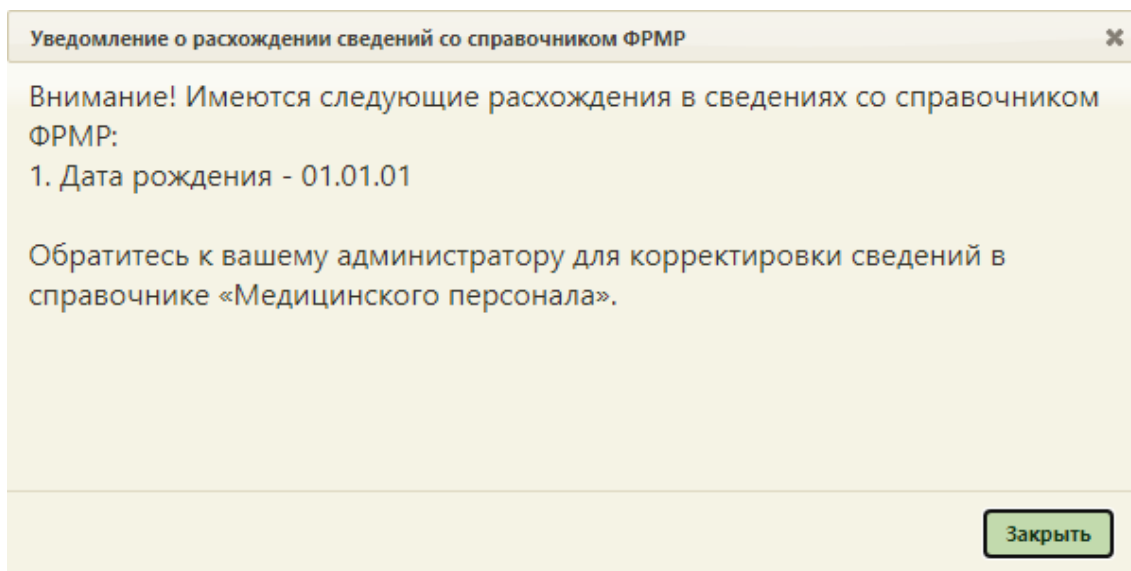 Уведомление о расхождении сведений со справочником ФРМР
Внимание! Имеются следующие расхождения в сведениях со справочником
ФРМР:
1. Дата рождения - 01.01.01
Обратитесь к вашему администратору для корректировки сведений в
справочнике «Медицинского персонала».
Закрыть